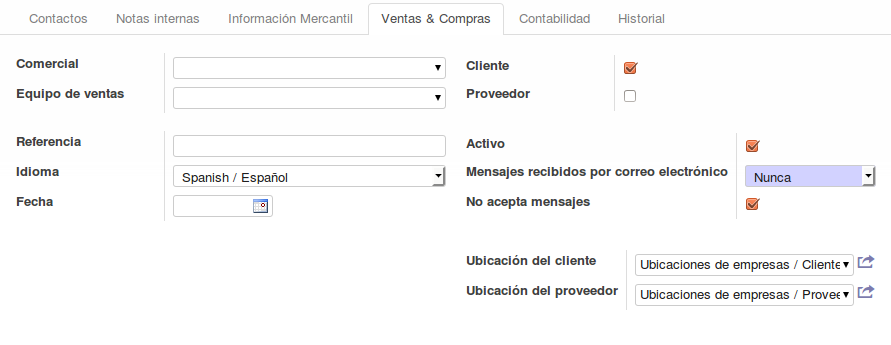 Contactos Notas internas Información Mercantil Ventas & Compras Contabilidad Historial
Comercial
Equipo de ventas
Cliente
Proveedor
Referencia
Idioma Spanish / Español
Fecha
Activo
Mensajes recibidos por correo electrónico Nunca
No acepta mensajes
Ubicación del cliente Ubicaciones de empresas / Cliente
Ubicación del proveedor Ubicaciones de empresas / Provee